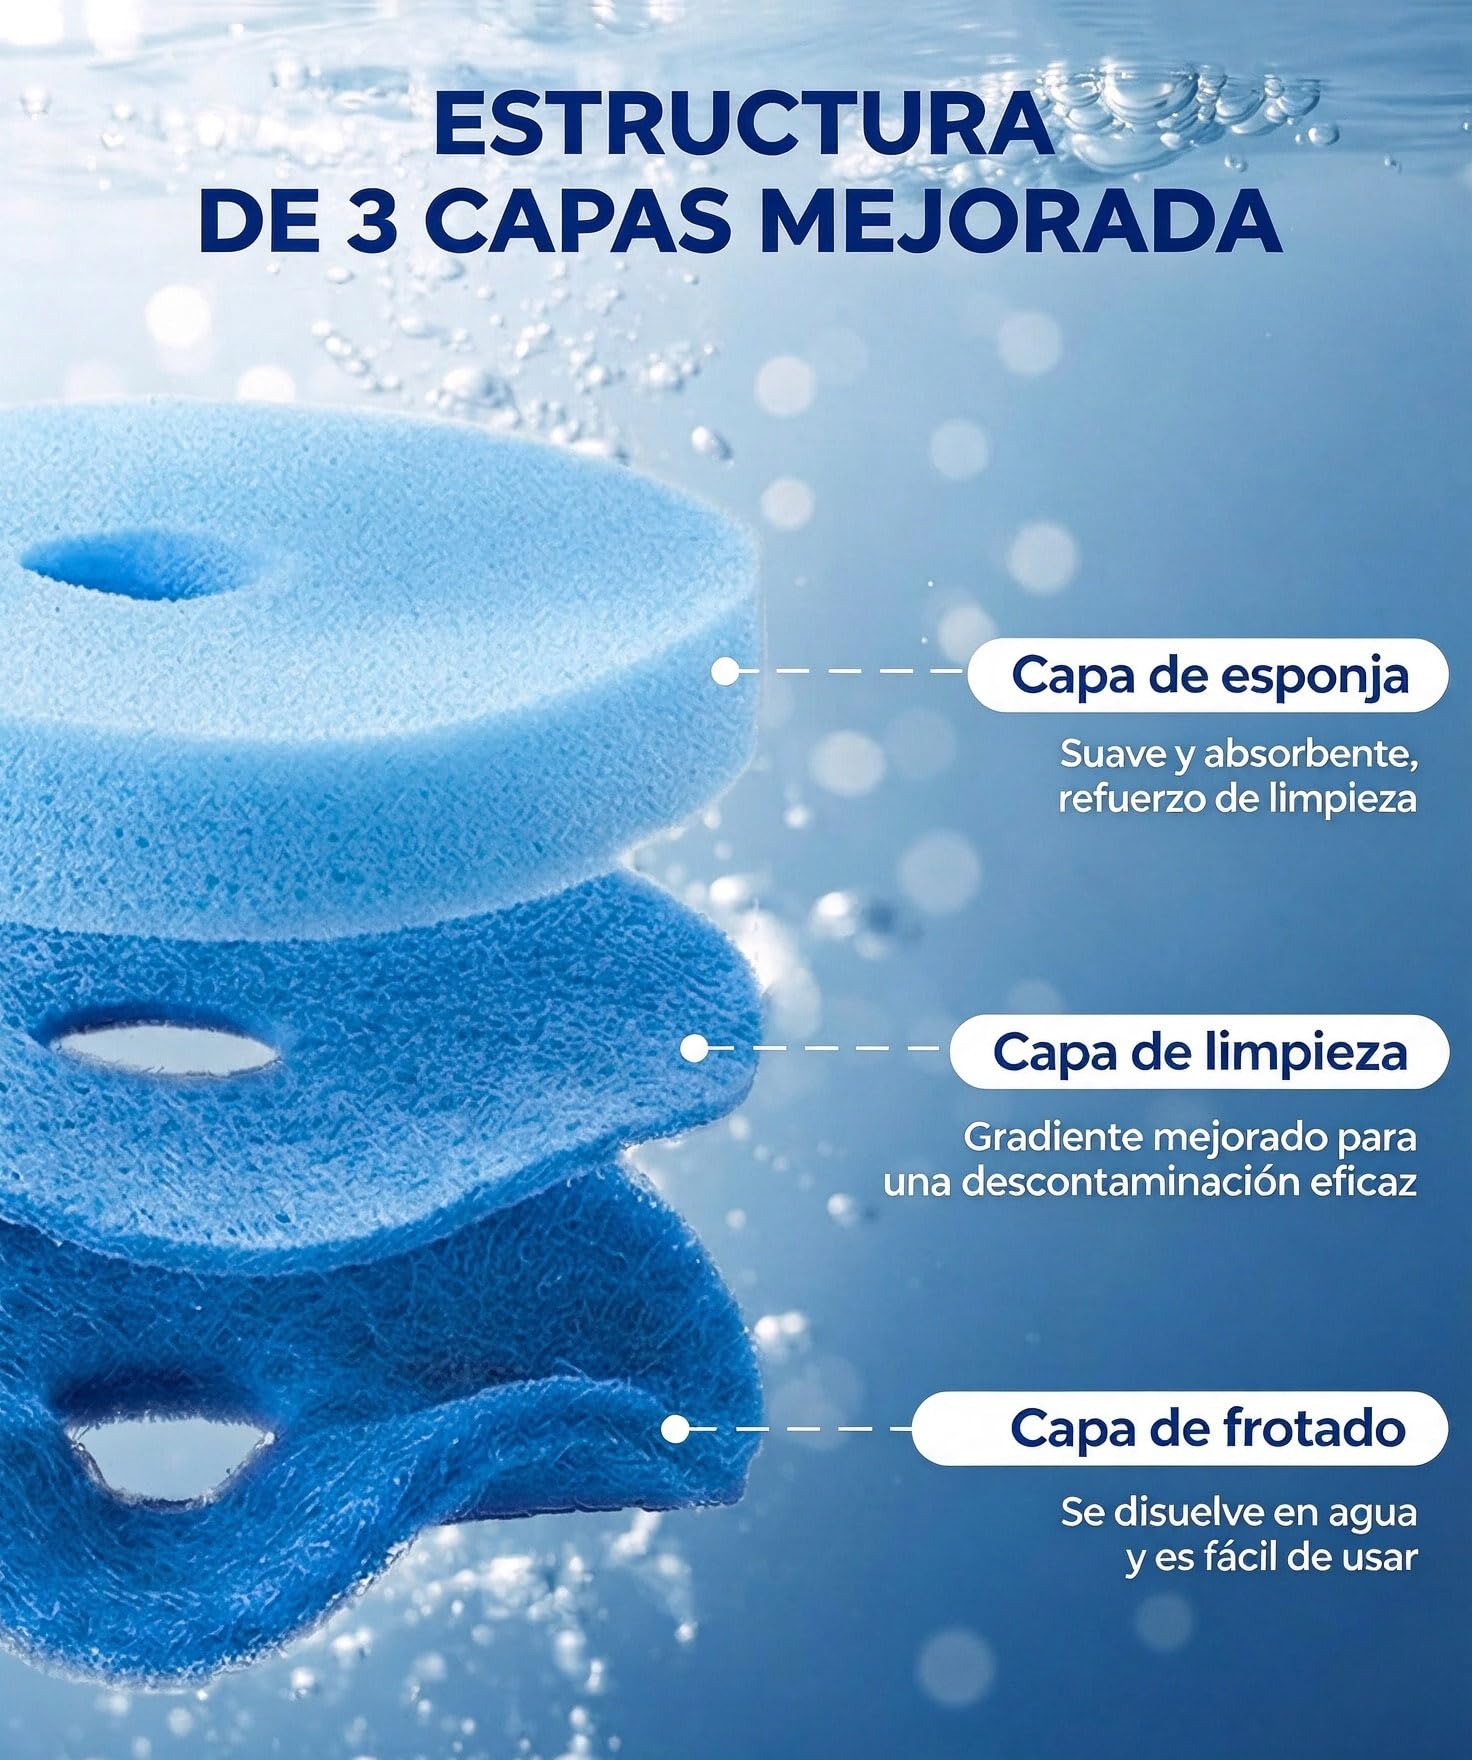 ESTRUCTURA
DE 3 CAPAS MEJORADA
Capa de esponja
Suave y absorbente,
refuerzo de limpieza
Capa de limpieza
Gradiente mejorado para
una descontaminación eficaz
Capa de frotado
Se disuelve en agua
y es fácil de usar